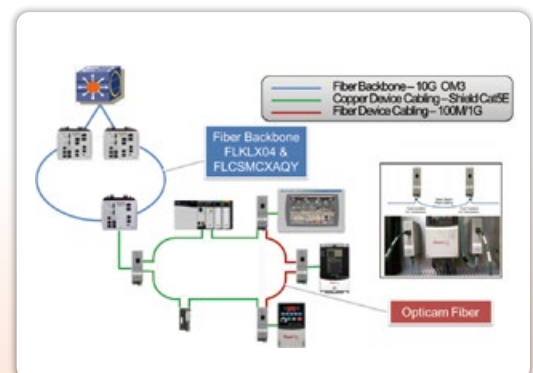 Fiber Backbone – 10G OM3
Copper Device Cabling – Shield Cat5E
Fiber Device Cabling – 100M/1G
Fiber Backbone
FLKLX04 &
FLCSMCXAQY
Opticam Fiber